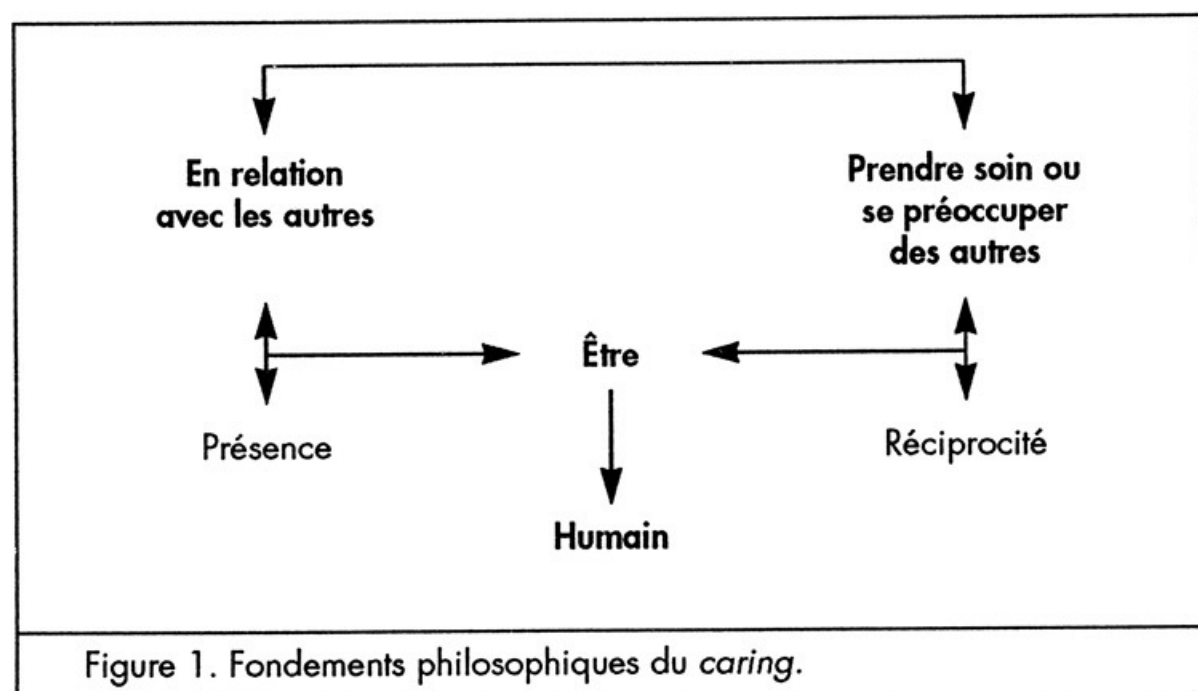 En relation
avec les autres
Prendre soin ou
se préoccuper
des autres
Être
Présence
Réciprocité
Humain
Figure 1. Fondements philosophiques du caring.